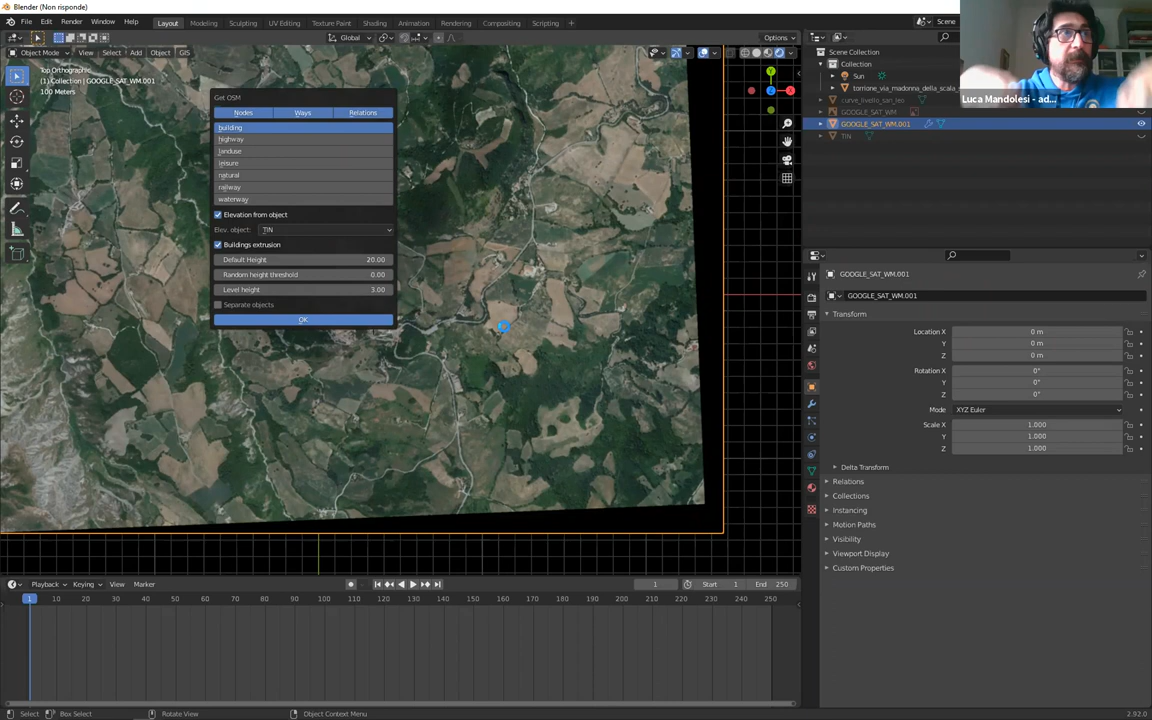 Blender (Non risponde)
File Edit Render Window Help Layout Modeling Sculpting UV Editing Texture Paint Shading Animation Rendering Compositing Scripting Scene
Global Options
Object Mode View Select Add Object GIS
Top Orthographic
(1) Collection | GOOGLE_SAT_WM.001
100 Meters
Get OSM
Nodes Ways Relations
building
highway
landuse
leisure
natural
railway
waterway
Elevation from object
Elev. object: TIN
Buildings extrusion
Default Height 20.00
Random height threshold 0.00
Level height 3.00
Separate objects
OK
Y
X
Z
Scene Collection
Collection
Sun
torrione_via_madonna_della_scala_
curve_livello_san_leo
GOOGLE_SAT_WM
GOOGLE_SAT_WM.001
TIN
Luca Mandolesi - ad...
GOOGLE_SAT_WM.001
GOOGLE_SAT_WM.001
Transform
Location X 0 m
Y 0 m
Z 0 m
Rotation X 0°
Y 0°
Z 0°
Mode XYZ Euler
Scale X 1.000
Y 1.000
Z 1.000
Delta Transform
Relations
Collections
Instancing
Motion Paths
Visibility
Viewport Display
Custom Properties
Playback Keying View Marker 1 Start 1 End 250
1 10 20 30 40 50 60 70 80 90 100 110 120 130 140 150 160 170 180 190 200 210 220 230 240 250
Select Box Select Rotate View Object Context Menu 2.92.0